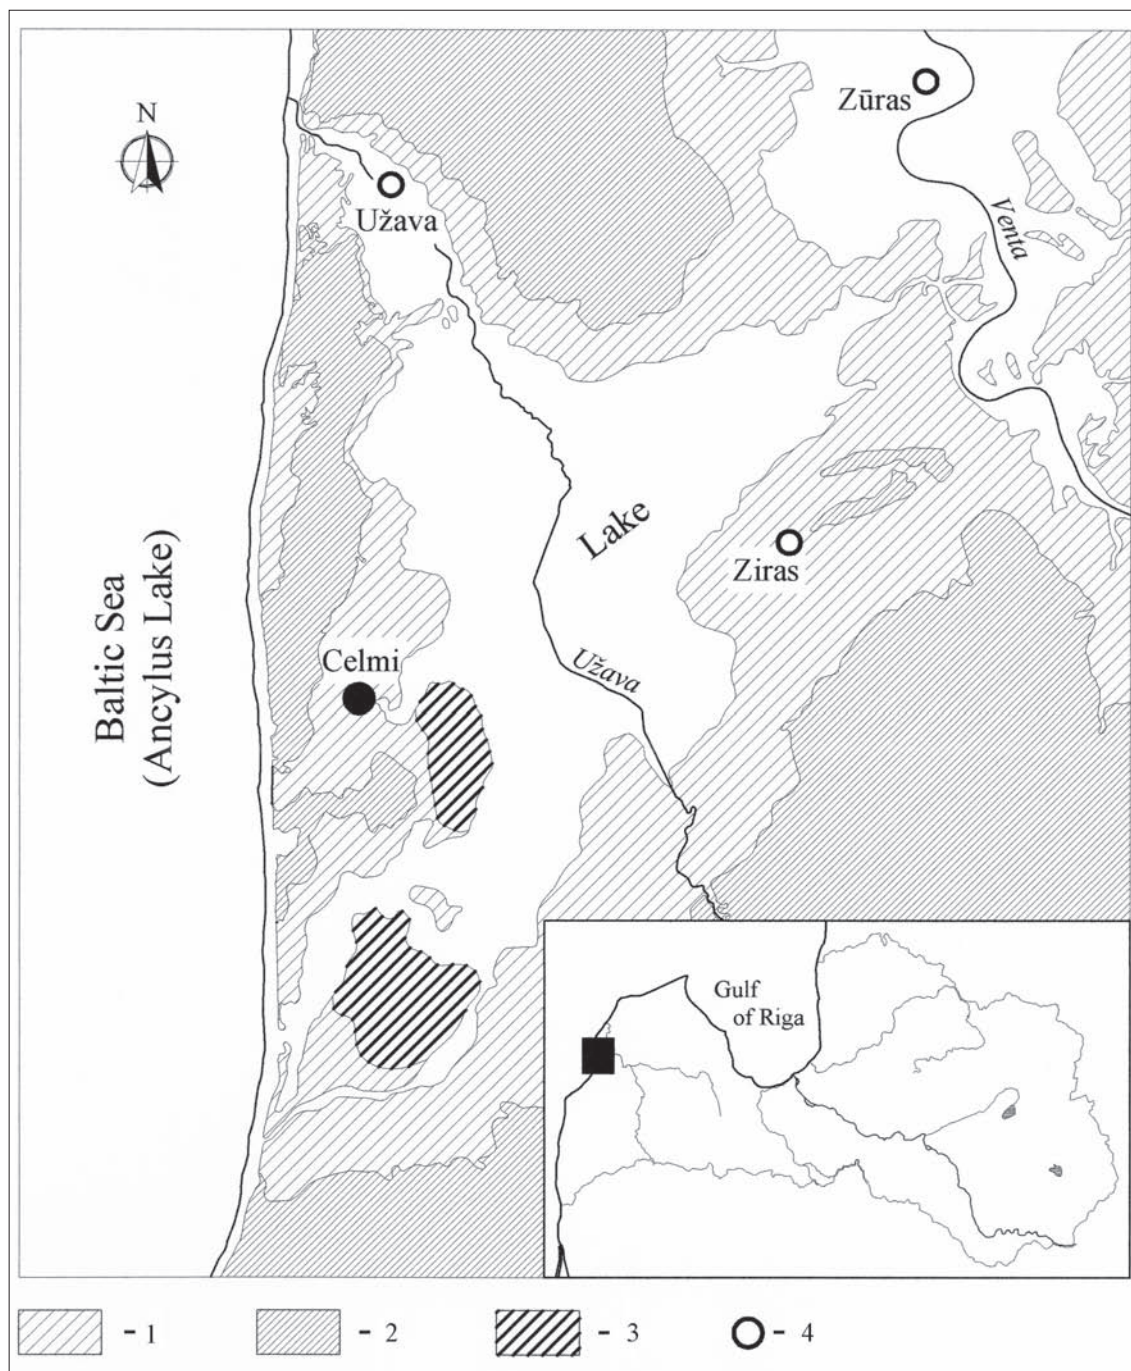 Zūras
N
Užava
Venta
Lake
Ziras
Baltic Sea
(Ancylus Lake)
Celmi
Užava
Gulf
of Riga
- 1
- 2
- 3
- 4